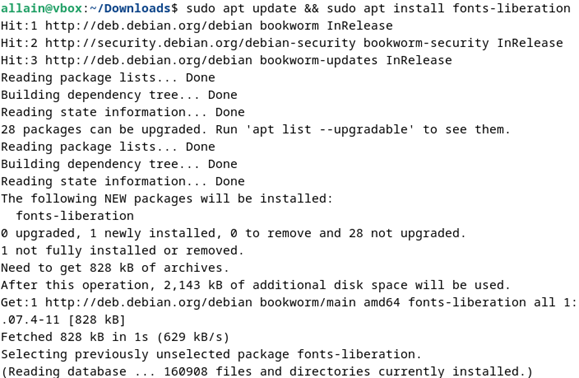 allain@vbox:~/Downloads$ sudo apt update && sudo apt install fonts-liberation
Hit:1 http://deb.debian.org/debian bookworm InRelease
Hit:2 http://security.debian.org/debian-security bookworm-security InRelease
Hit:3 http://deb.debian.org/debian bookworm-updates InRelease
Reading package lists... Done
Building dependency tree... Done
Reading state information... Done
28 packages can be upgraded. Run 'apt list --upgradable' to see them.
Reading package lists... Done
Building dependency tree... Done
Reading state information... Done
The following NEW packages will be installed:
  fonts-liberation
0 upgraded, 1 newly installed, 0 to remove and 28 not upgraded.
1 not fully installed or removed.
Need to get 828 kB of archives.
After this operation, 2,143 kB of additional disk space will be used.
Get:1 http://deb.debian.org/debian bookworm/main amd64 fonts-liberation all 1:
.07.4-11 [828 kB]
Fetched 828 kB in 1s (629 kB/s)
Selecting previously unselected package fonts-liberation.
(Reading database ... 160908 files and directories currently installed.)